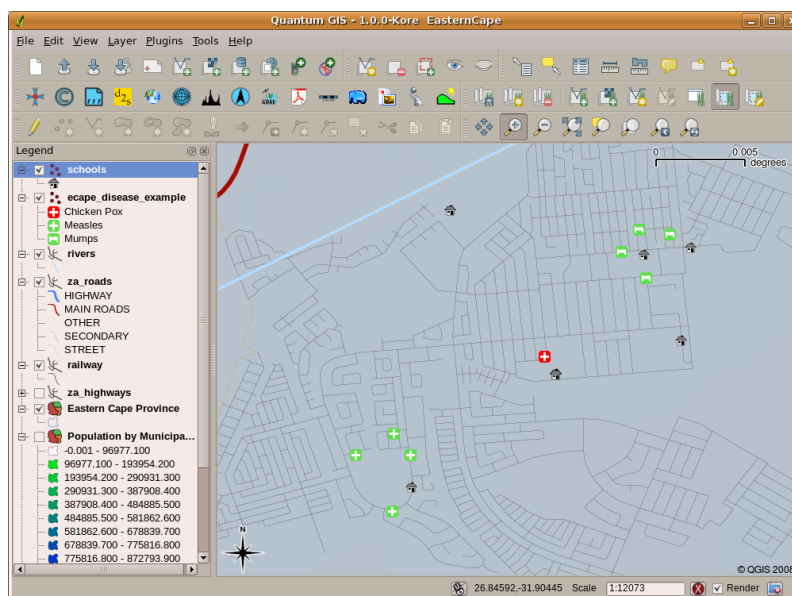 Quantum GIS - 1.0.0-Kore EasternCape
File Edit View Layer Plugins Tools Help
Legend
schools
ecape_disease_example
Chicken Pox
Measles
Mumps
rivers
za_roads
HIGHWAY
MAIN ROADS
OTHER
SECONDARY
STREET
railway
za_highways
Eastern Cape Province
Population by Municipa...
-0.001 - 96977.100
96977.100 - 193954.200
193954.200 - 290931.300
290931.300 - 387908.400
387908.400 - 484885.500
484885.500 - 581862.600
581862.600 - 678839.700
678839.700 - 775816.800
775816.800 - 872793.900
0 0.005
degrees
N
© QGIS 2008
26.84592,-31.90445 Scale 1:12073 Render